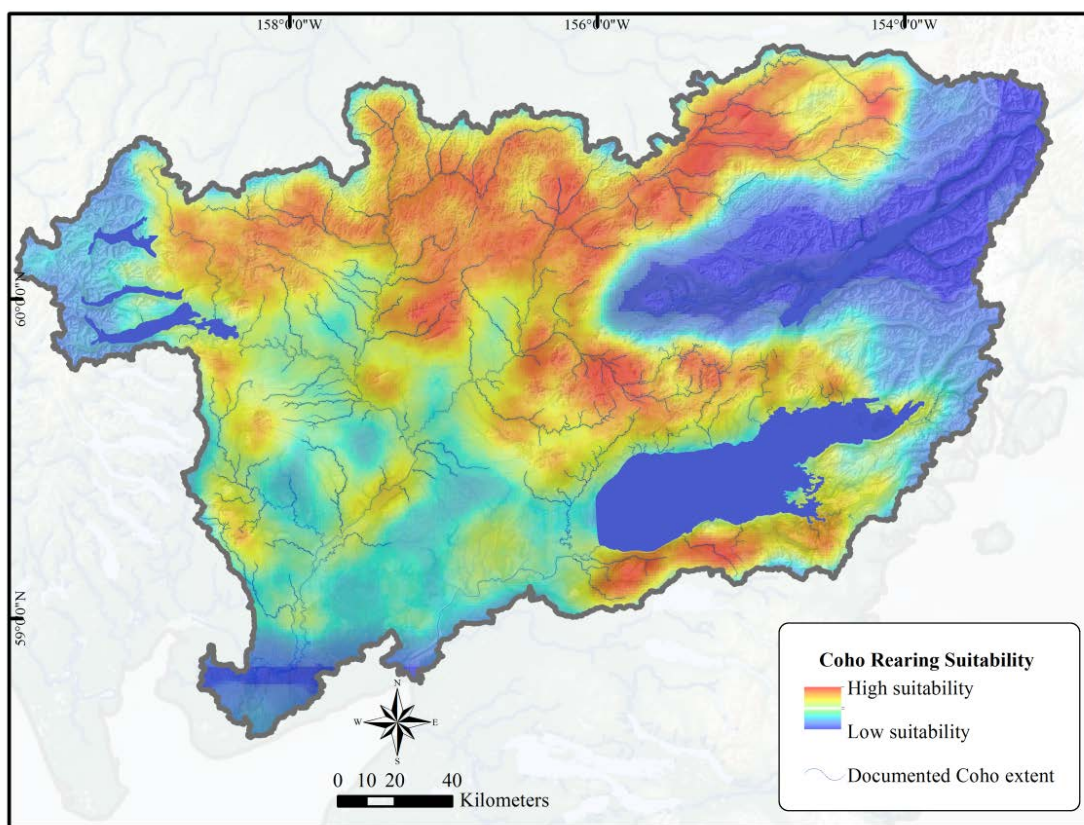 158°0'0"W
156°0'0"W
154°0'0"W
60°0'0"N
59°0'0"N
N
W
E
S
0 10 20 40
Kilometers
Coho Rearing Suitability
High suitability
Low suitability
Documented Coho extent